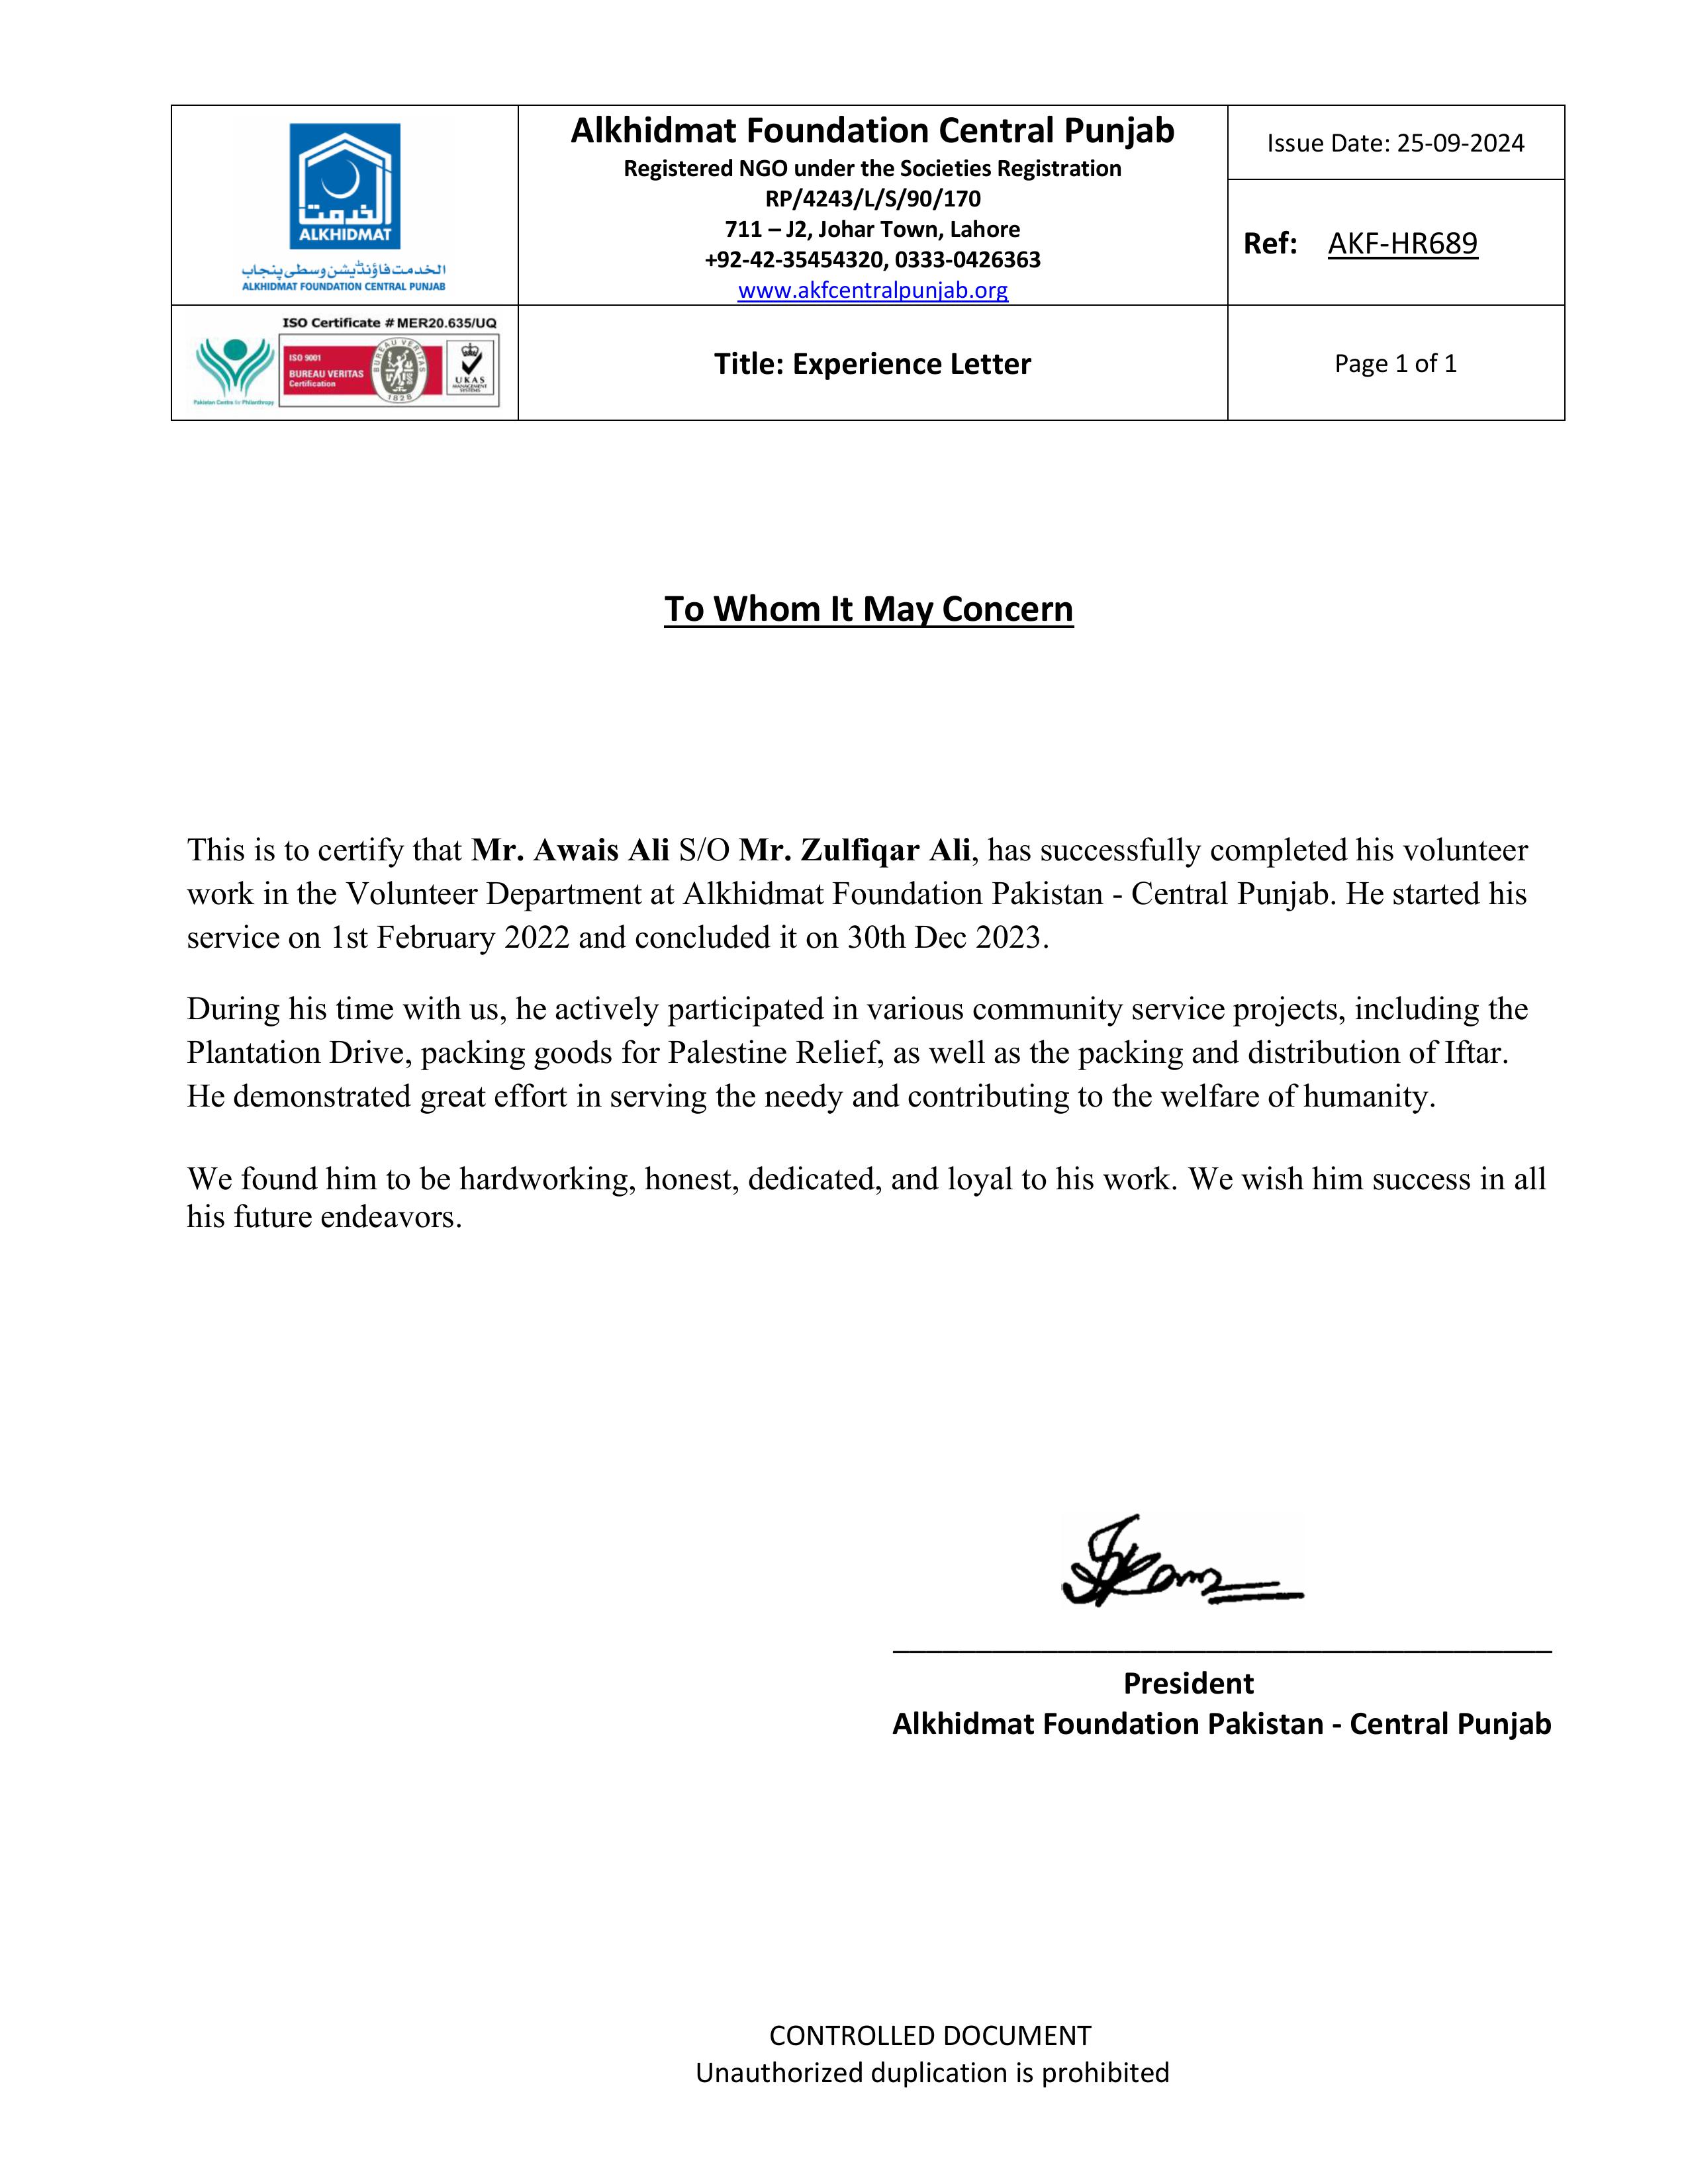 الخدمت
ALKHIDMAT
الخدمت فاؤنڈیشن وسطی پنجاب
ALKHIDMAT FOUNDATION CENTRAL PUNJAB
Alkhidmat Foundation Central Punjab
Registered NGO under the Societies Registration
RP/4243/L/S/90/170
711 – J2, Johar Town, Lahore
+92-42-35454320, 0333-0426363
www.akfcentralpunjab.org
Issue Date: 25-09-2024
Ref: AKF-HR689
ISO Certificate # MER20.635/UQ
Pakistan Centre for Philanthropy
ISO 9001
BUREAU VERITAS
Certification
BUREAU VERITAS
1828
UKAS
MANAGEMENT
SYSTEMS
Title: Experience Letter
Page 1 of 1
To Whom It May Concern
This is to certify that Mr. Awais Ali S/O Mr. Zulfiqar Ali, has successfully completed his volunteer
work in the Volunteer Department at Alkhidmat Foundation Pakistan - Central Punjab. He started his
service on 1st February 2022 and concluded it on 30th Dec 2023.
During his time with us, he actively participated in various community service projects, including the
Plantation Drive, packing goods for Palestine Relief, as well as the packing and distribution of Iftar.
He demonstrated great effort in serving the needy and contributing to the welfare of humanity.
We found him to be hardworking, honest, dedicated, and loyal to his work. We wish him success in all
his future endeavors.
President
Alkhidmat Foundation Pakistan - Central Punjab
CONTROLLED DOCUMENT
Unauthorized duplication is prohibited